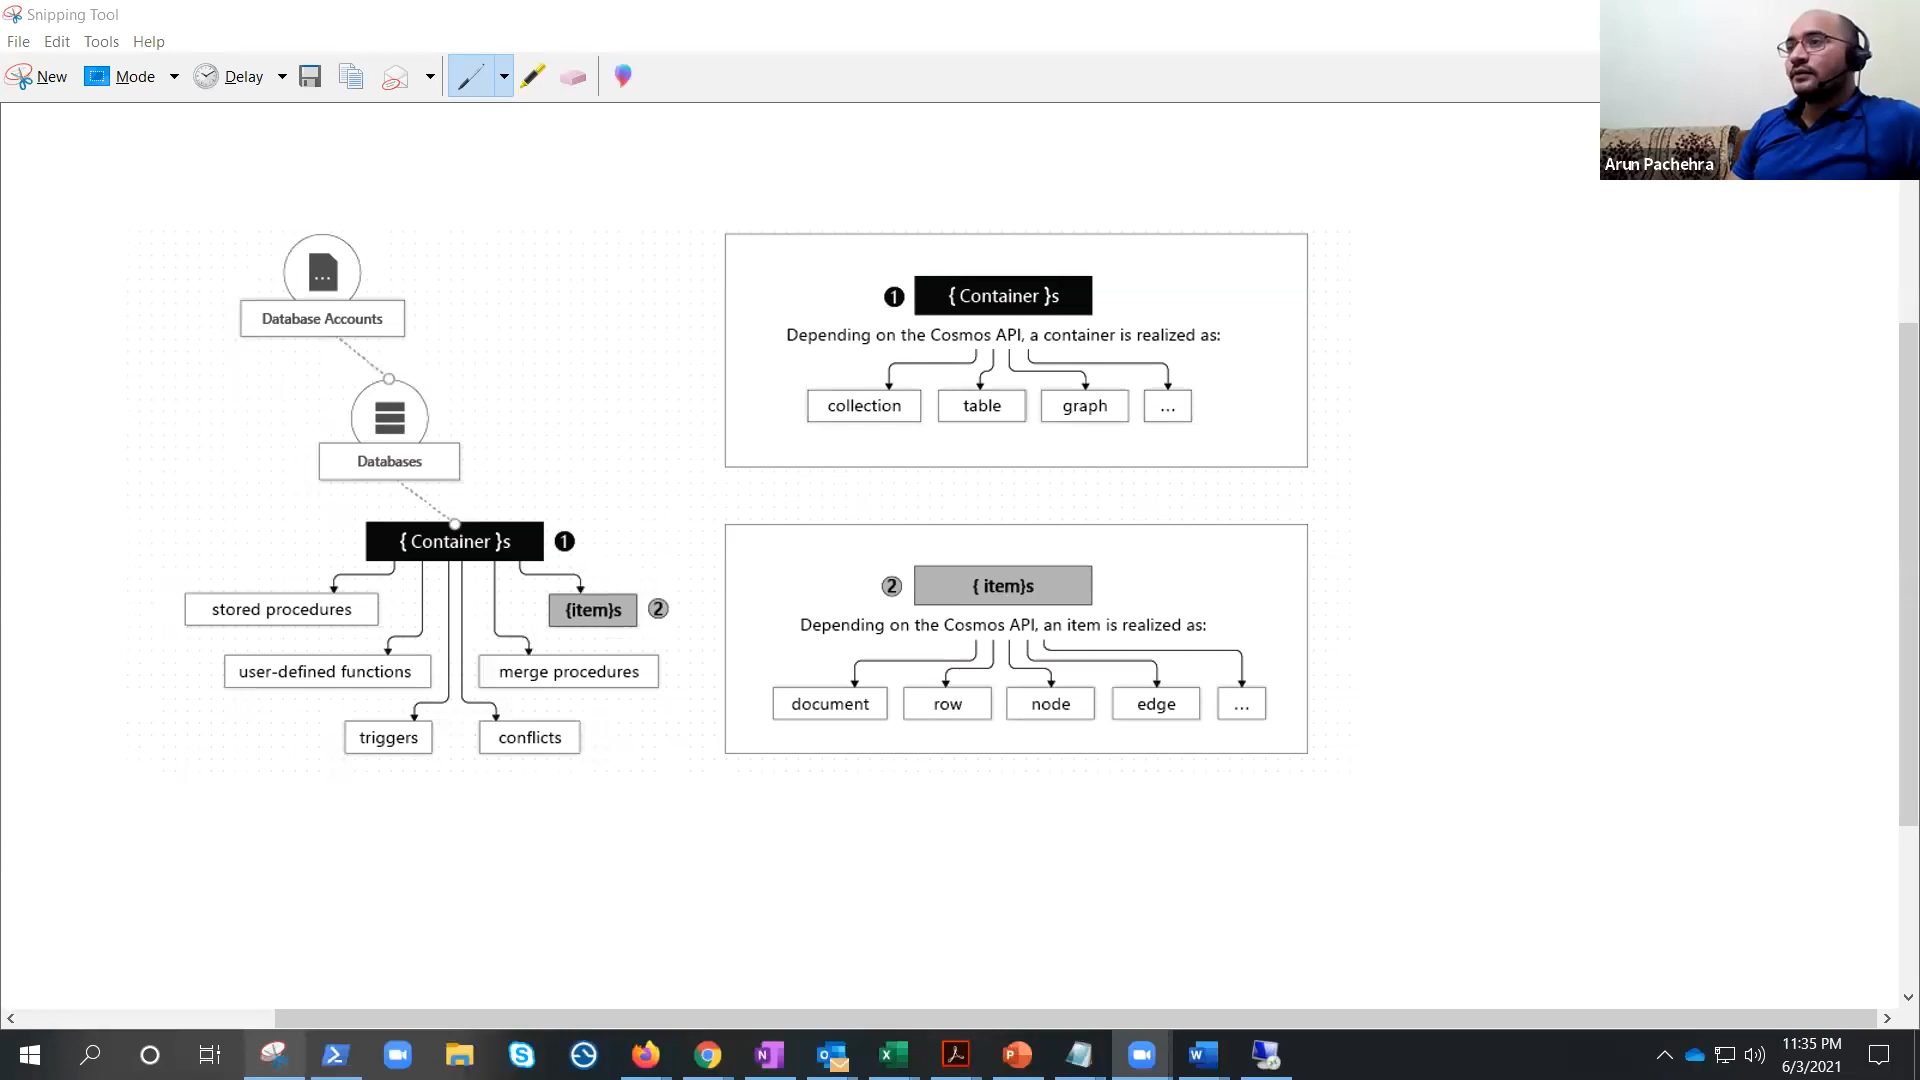 Snipping Tool
File Edit Tools Help
New Mode Delay
Arun Pachehra
Database Accounts
Databases
{ Container }s 1
stored procedures
{item}s 2
user-defined functions
merge procedures
triggers
conflicts
1 { Container }s
Depending on the Cosmos API, a container is realized as:
collection table graph ...
2 { item}s
Depending on the Cosmos API, an item is realized as:
document row node edge ...
11:35 PM
6/3/2021